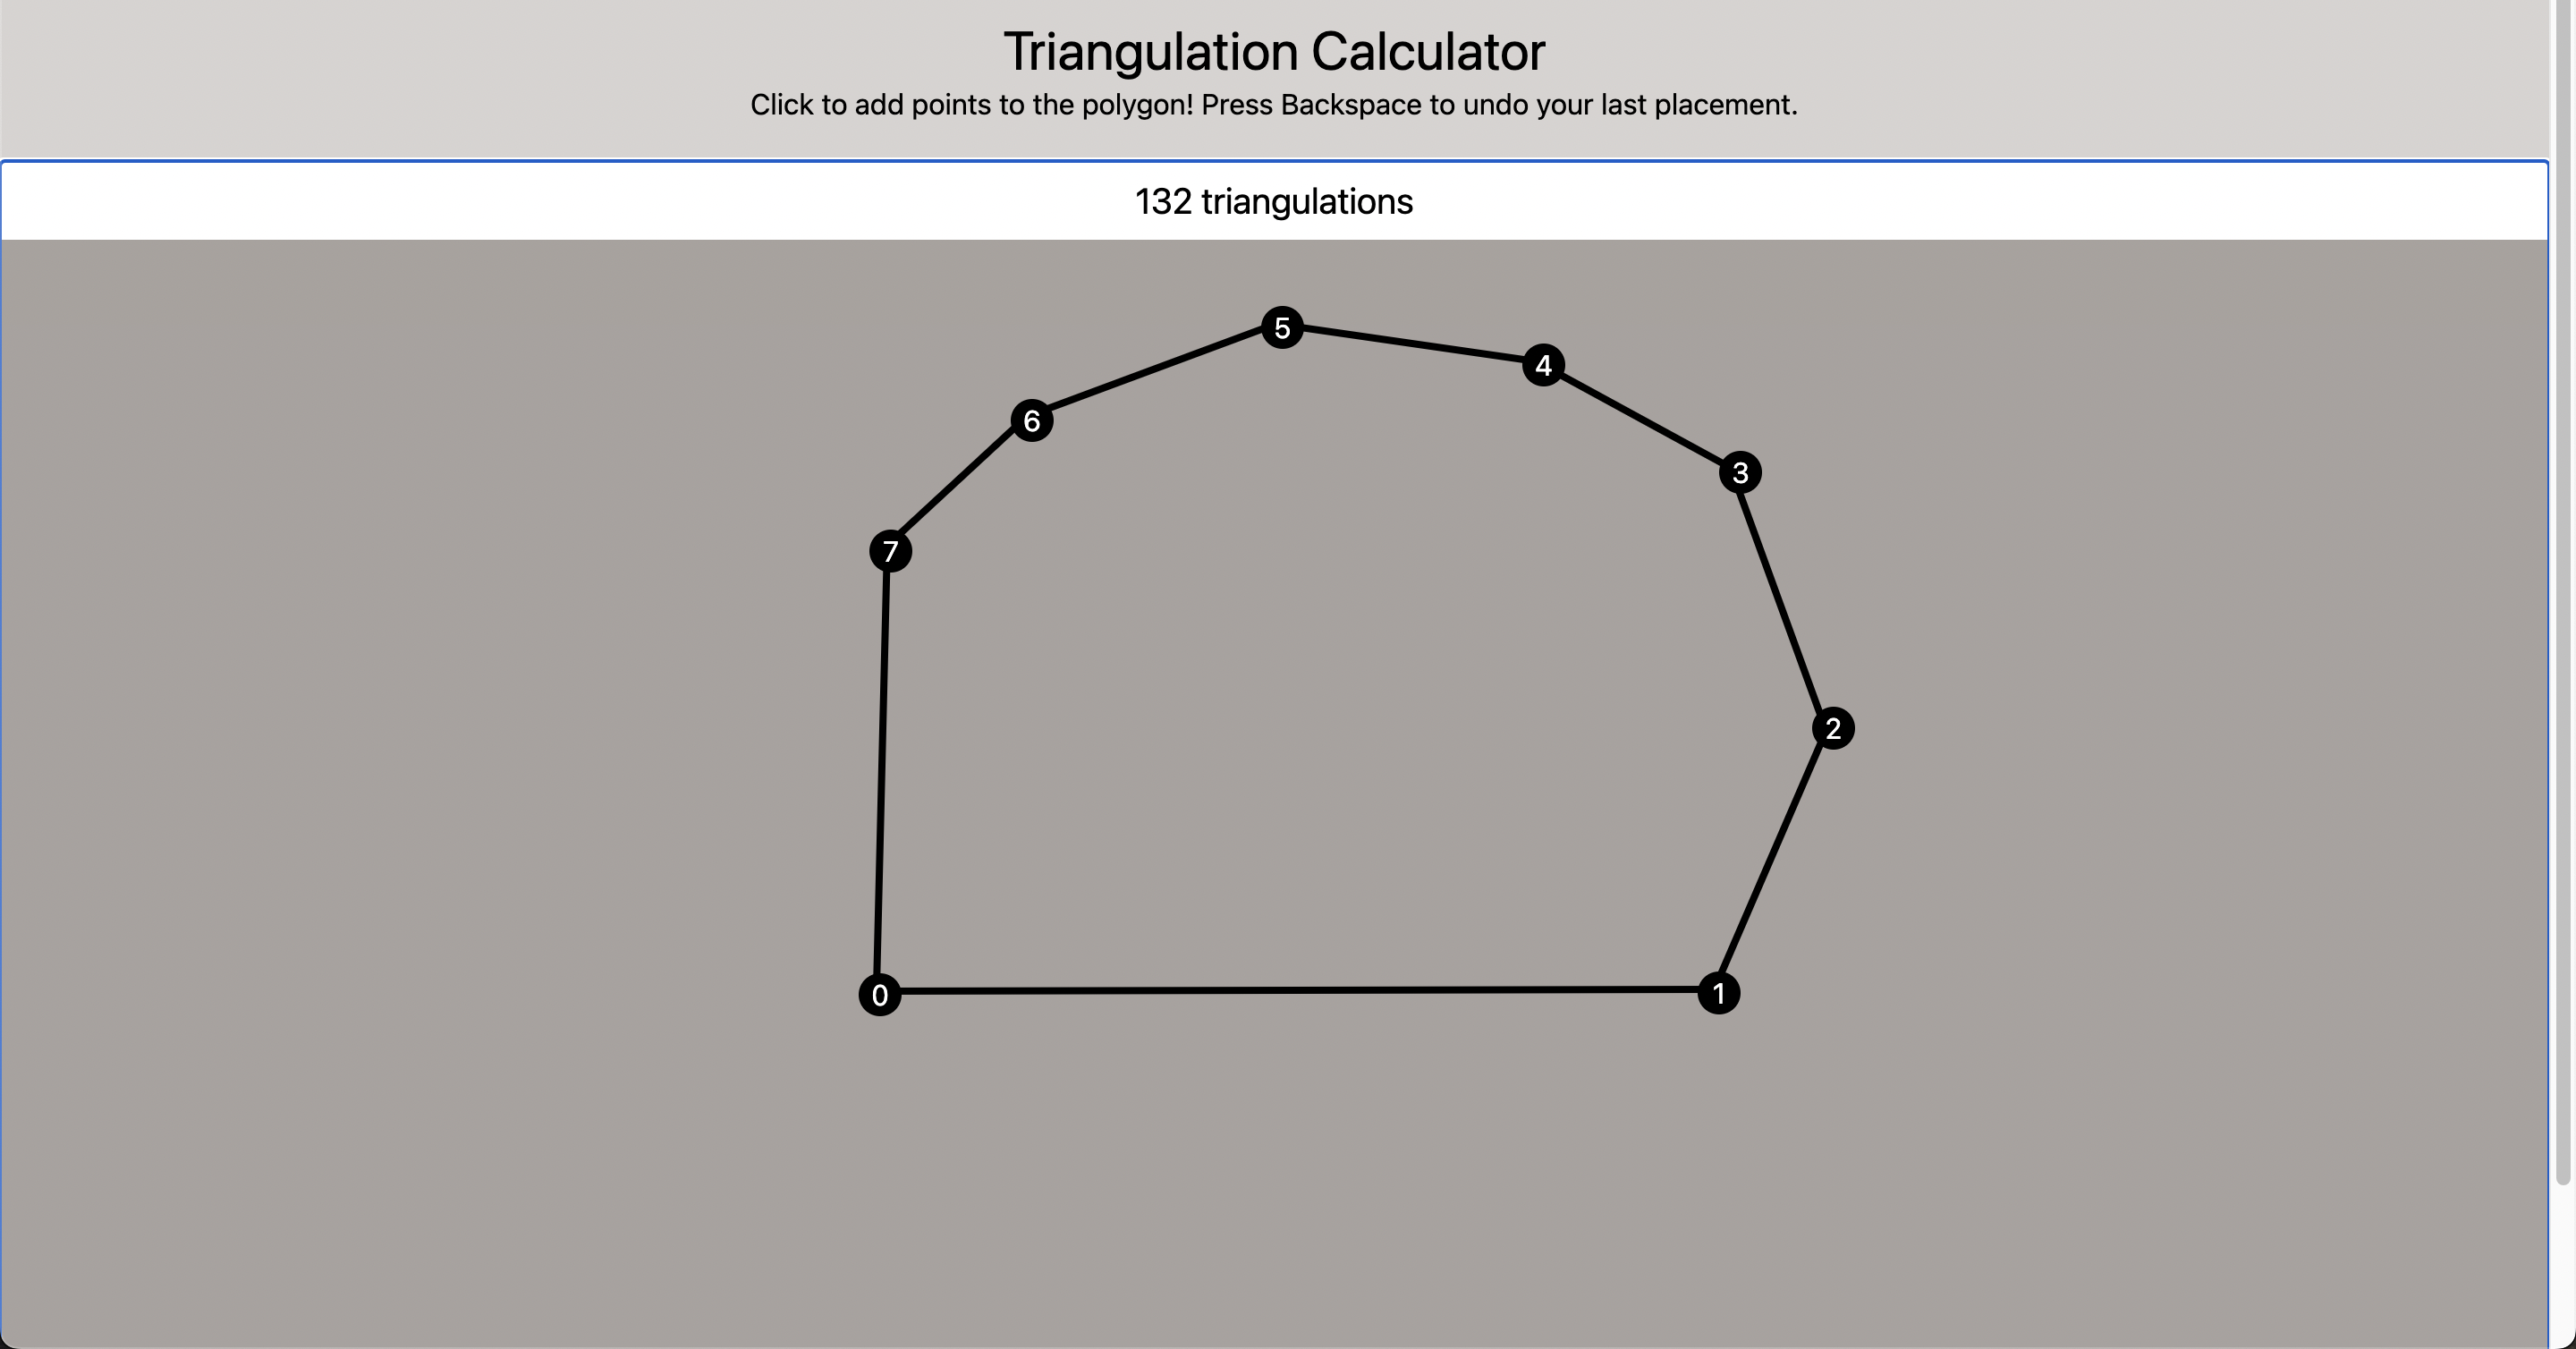 Triangulation Calculator
Click to add points to the polygon! Press Backspace to undo your last placement.
132 triangulations
5
4
6
3
7
2
0
1